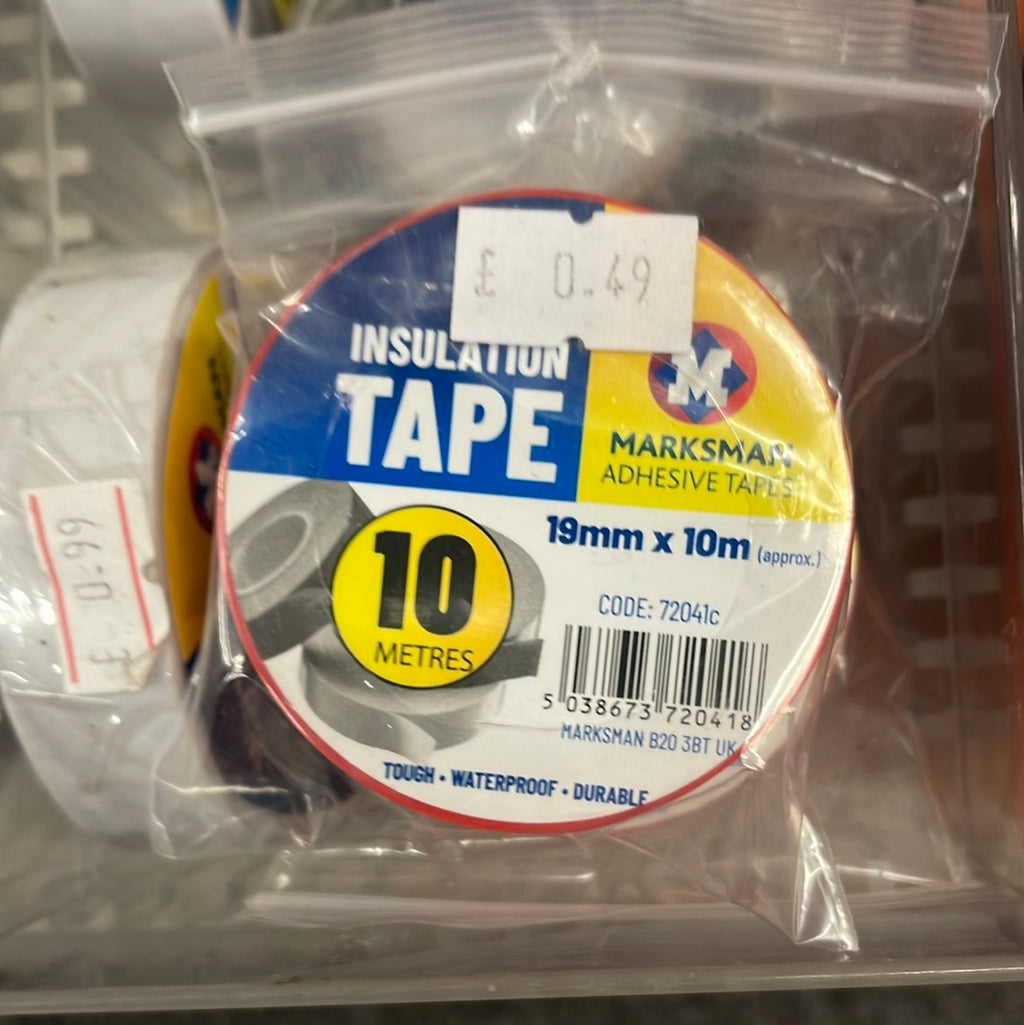 £ 0.49
INSULATION
TAPE
M
MARKSMAN
ADHESIVE TAPES
19mm x 10m (approx.)
10
METRES
CODE: 72041c
5 038673 720418
MARKSMAN B20 3BT UK
TOUGH • WATERPROOF • DURABLE
£ 0.99